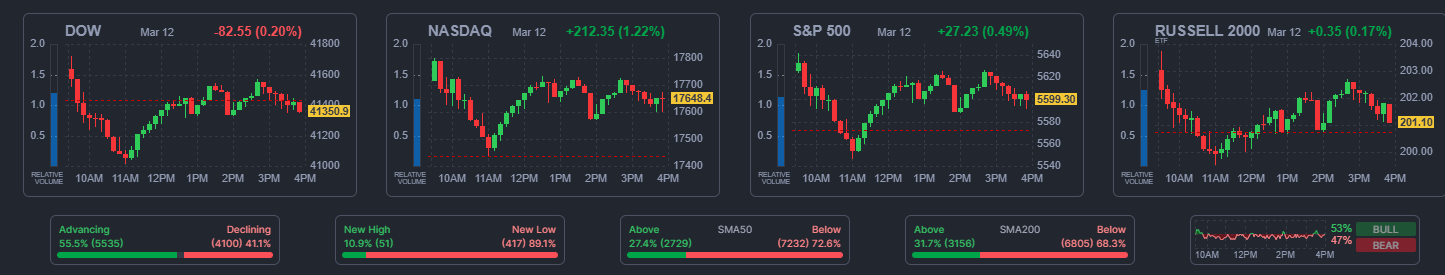 DOW Mar 12 -82.55 (0.20%)
2.0
1.5
1.0
0.5
RELATIVE
VOLUME
41800
41600
41400
41350.9
41200
41000
10AM 11AM 12PM 1PM 2PM 3PM 4PM
NASDAQ Mar 12 +212.35 (1.22%)
2.0
1.5
1.0
0.5
RELATIVE
VOLUME
17800
17700
17648.4
17600
17500
17400
10AM 11AM 12PM 1PM 2PM 3PM 4PM
S&P 500 Mar 12 +27.23 (0.49%)
2.0
1.5
1.0
0.5
RELATIVE
VOLUME
5640
5620
5599.30
5580
5560
5540
10AM 11AM 12PM 1PM 2PM 3PM 4PM
RUSSELL 2000 Mar 12 +0.35 (0.17%)
ETF
2.0
1.5
1.0
0.5
RELATIVE
VOLUME
204.00
203.00
202.00
201.10
200.00
10AM 11AM 12PM 1PM 2PM 3PM 4PM
Advancing Declining
55.5% (5535) (4100) 41.1%
New High New Low
10.9% (51) (417) 89.1%
Above SMA50 Below
27.4% (2729) (7232) 72.6%
Above SMA200 Below
31.7% (3156) (6805) 68.3%
53% BULL
47% BEAR
10AM 12PM 2PM 4PM